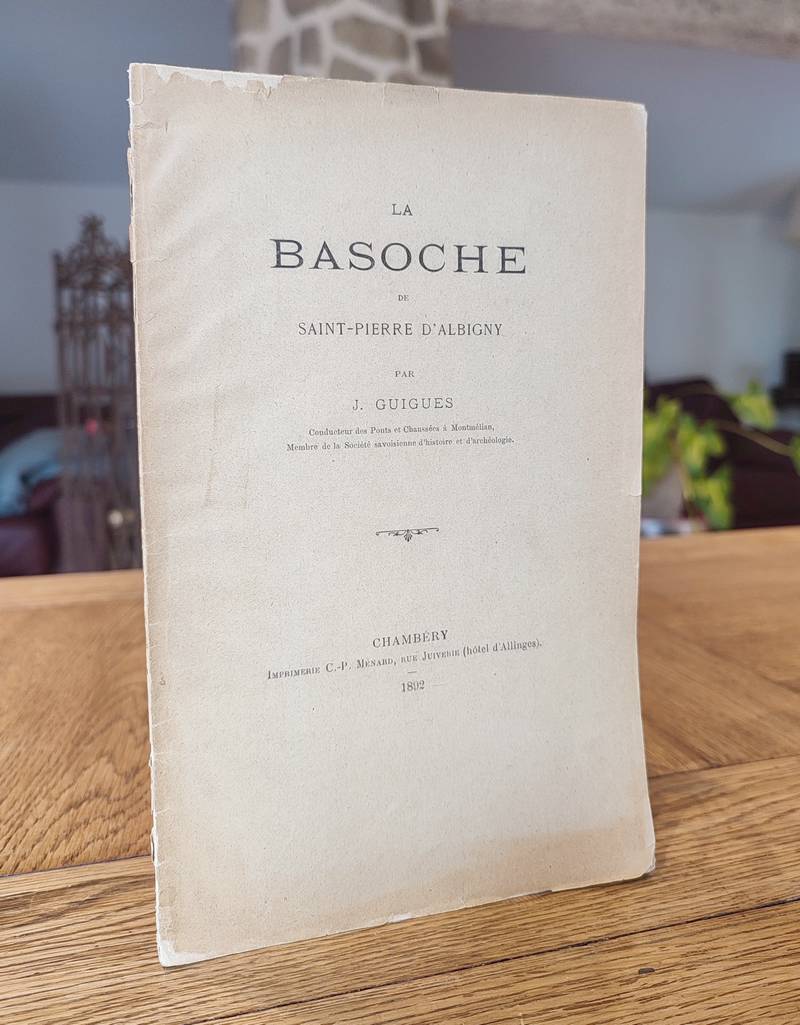 LA
BASOCHE
DE
SAINT-PIERRE D'ALBIGNY
PAR
J. GUIGUES
Conducteur des Ponts et Chaussées à Montmélian,
Membre de la Société savoisienne d'histoire et d'archéologie.
CHAMBÉRY
IMPRIMERIE C.-P. MÉNARD, RUE JUIVERIE (hôtel d'Allinges).
1892